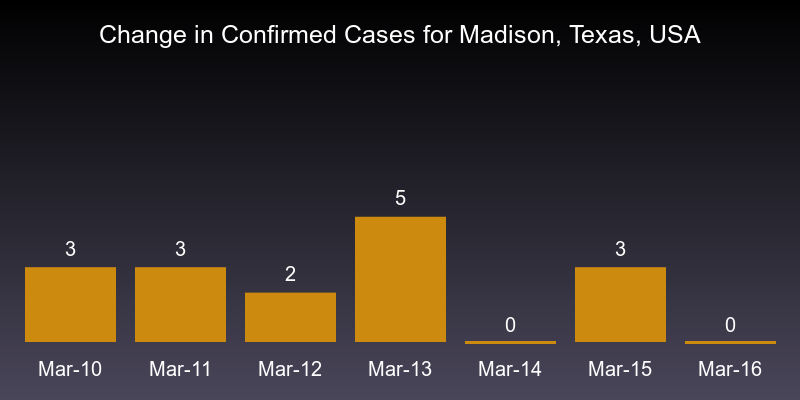 Change in Confirmed Cases for Madison, Texas, USA
3 3 2 5 0 3 0
Mar-10 Mar-11 Mar-12 Mar-13 Mar-14 Mar-15 Mar-16